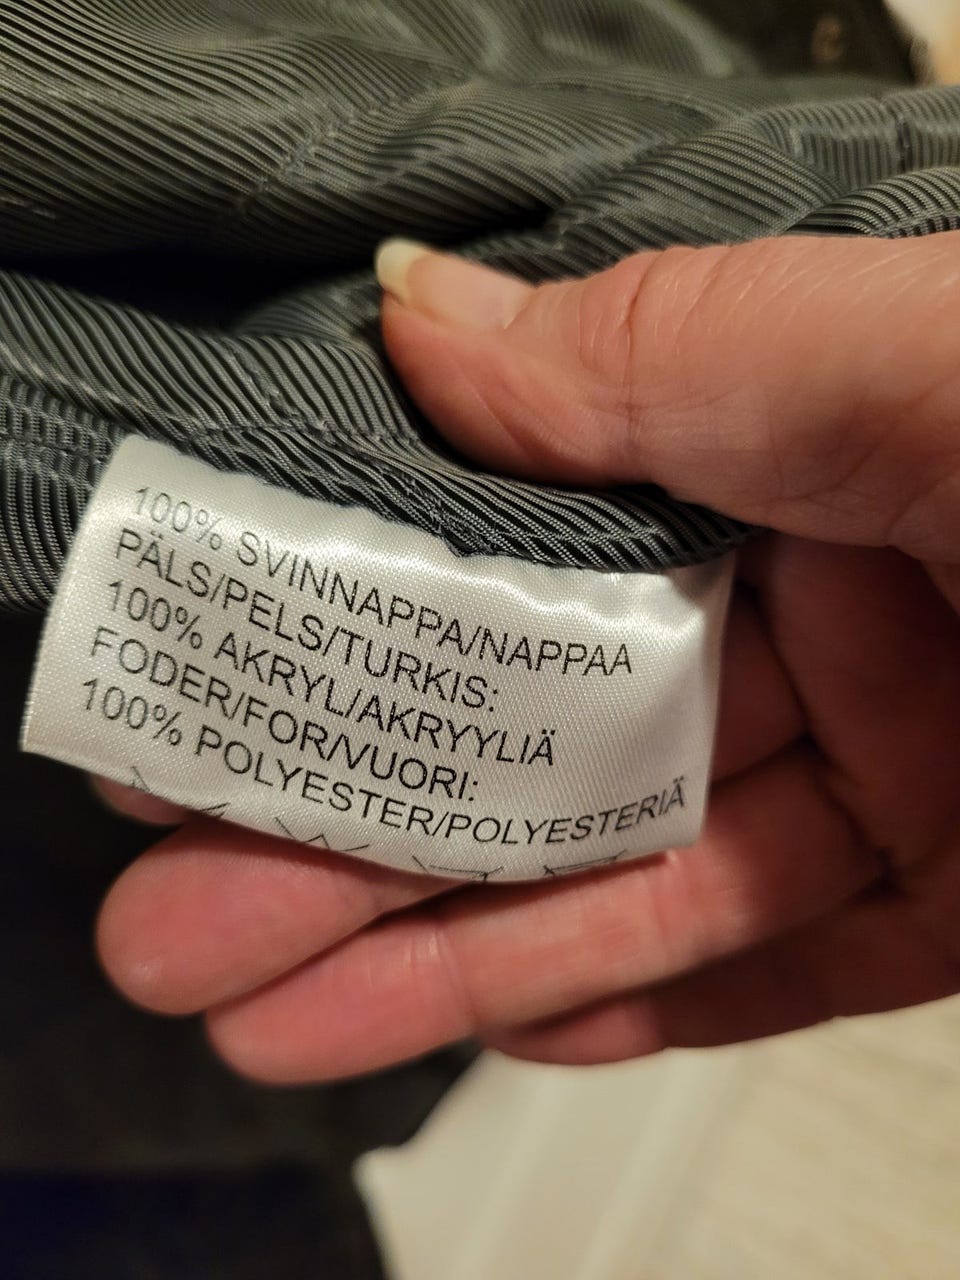 100% SVINNAPPA/NAPPAA
PÄLS/PELS/TURKIS:
100% AKRYL/AKRYYLIÄ
FODER/FOR/VUORI:
100% POLYESTER/POLYESTERIÄ